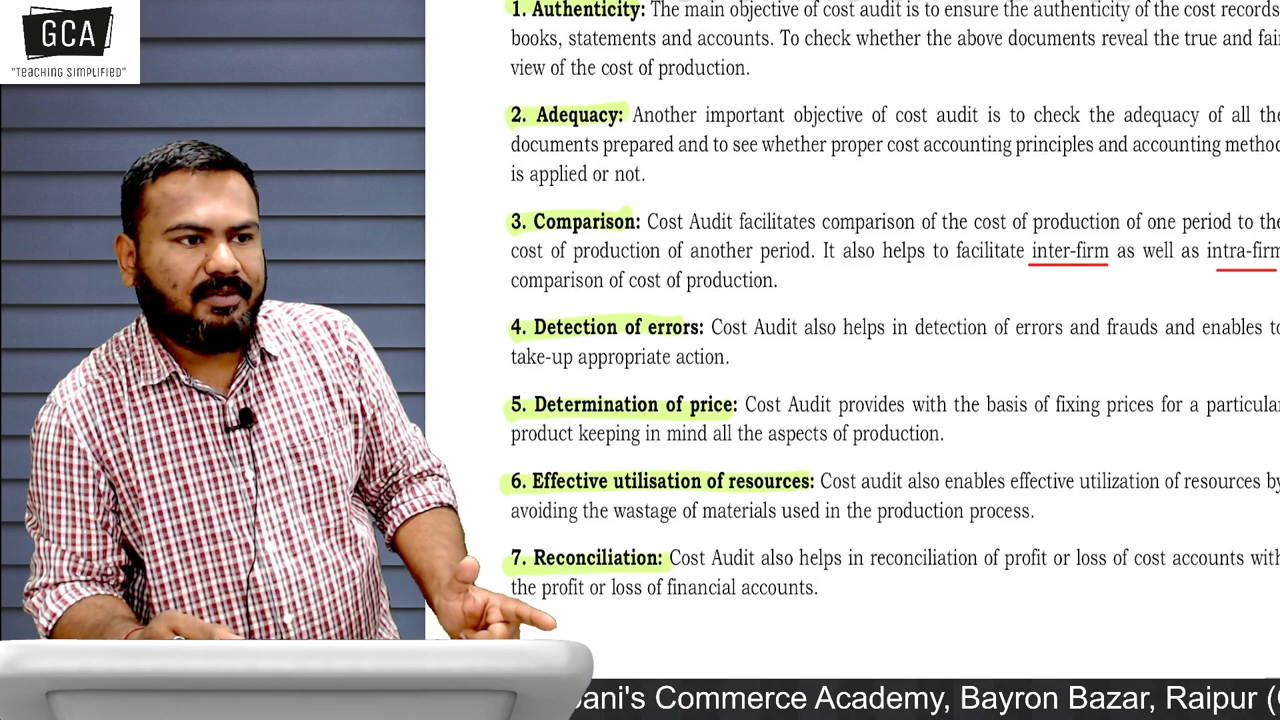 GCA
"Teaching Simplified"
1. Authenticity: The main objective of cost audit is to ensure the authenticity of the cost records,
books, statements and accounts. To check whether the above documents reveal the true and fair
view of the cost of production.
2. Adequacy: Another important objective of cost audit is to check the adequacy of all the
documents prepared and to see whether proper cost accounting principles and accounting method
is applied or not.
3. Comparison: Cost Audit facilitates comparison of the cost of production of one period to the
cost of production of another period. It also helps to facilitate inter-firm as well as intra-firm
comparison of cost of production.
4. Detection of errors: Cost Audit also helps in detection of errors and frauds and enables to
take-up appropriate action.
5. Determination of price: Cost Audit provides with the basis of fixing prices for a particular
product keeping in mind all the aspects of production.
6. Effective utilisation of resources: Cost audit also enables effective utilization of resources by
avoiding the wastage of materials used in the production process.
7. Reconciliation: Cost Audit also helps in reconciliation of profit or loss of cost accounts with
the profit or loss of financial accounts.
Commerce Academy, Bayron Bazar, Raipur (